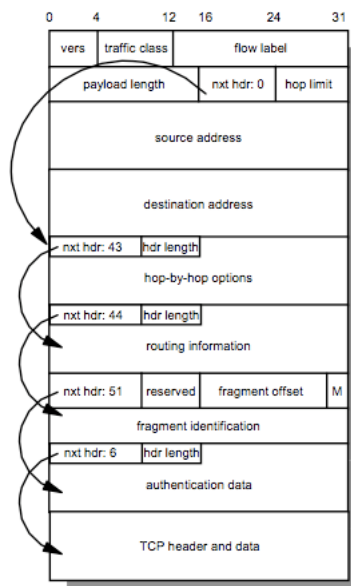 0 4 12 16 24 31
vers traffic class flow label
payload length nxt hdr: 0 hop limit
source address
destination address
nxt hdr: 43 hdr length
hop-by-hop options
nxt hdr: 44 hdr length
routing information
nxt hdr: 51 reserved fragment offset M
fragment identification
nxt hdr: 6 hdr length
authentication data
TCP header and data